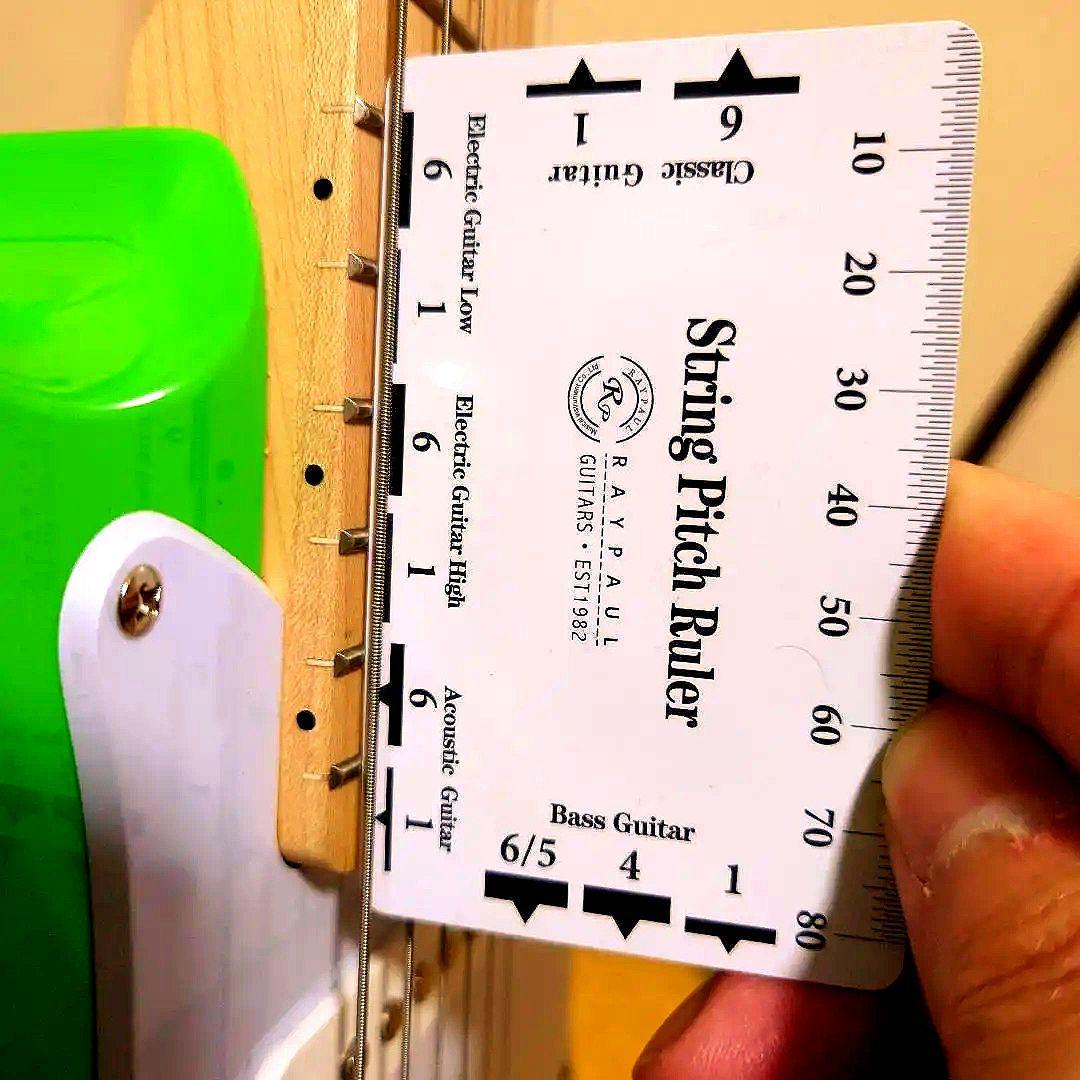 String Pitch Ruler
RAYPAUL
RAYPAUL
GUITARS • EST1982
Classic Guitar
6
1
Electric Guitar Low
6
1
Electric Guitar High
6
1
Acoustic Guitar
6
1
Bass Guitar
6/5
4
1
10
20
30
40
50
60
70
80